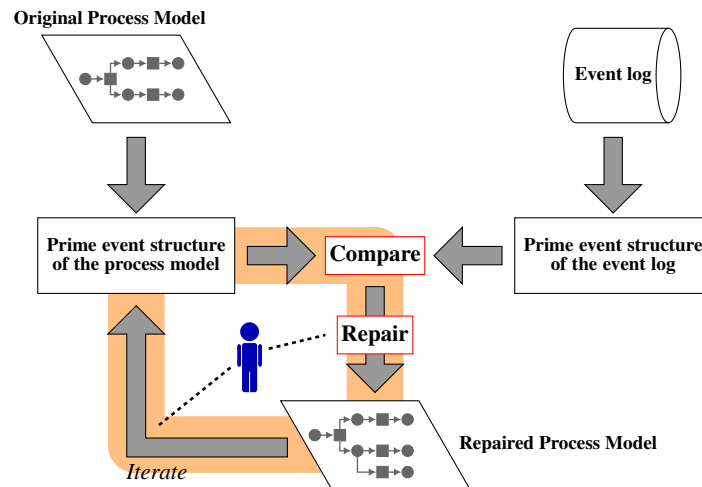 Original Process Model
Event log
Prime event structure
of the process model
Compare
Prime event structure
of the event log
Repair
Repaired Process Model
Iterate